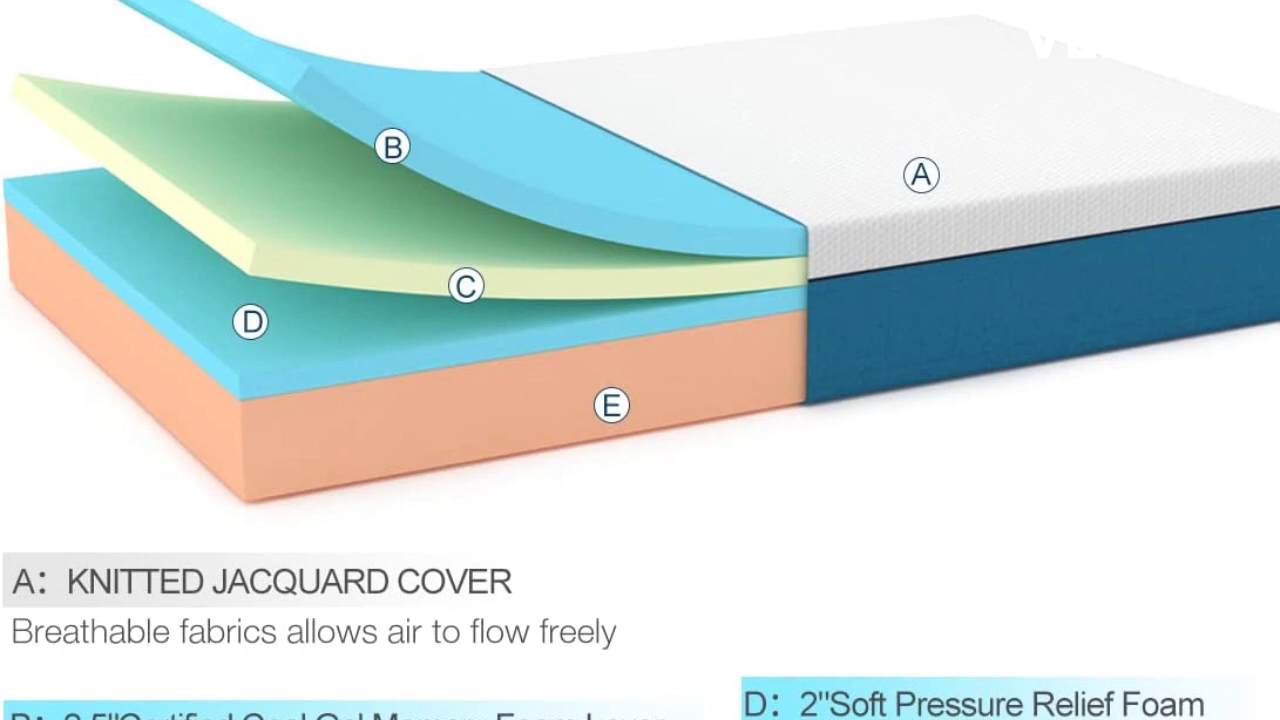 B
A
C
D
E
A: KNITTED JACQUARD COVER
Breathable fabrics allows air to flow freely
D: 2"Soft Pressure Relief Foam